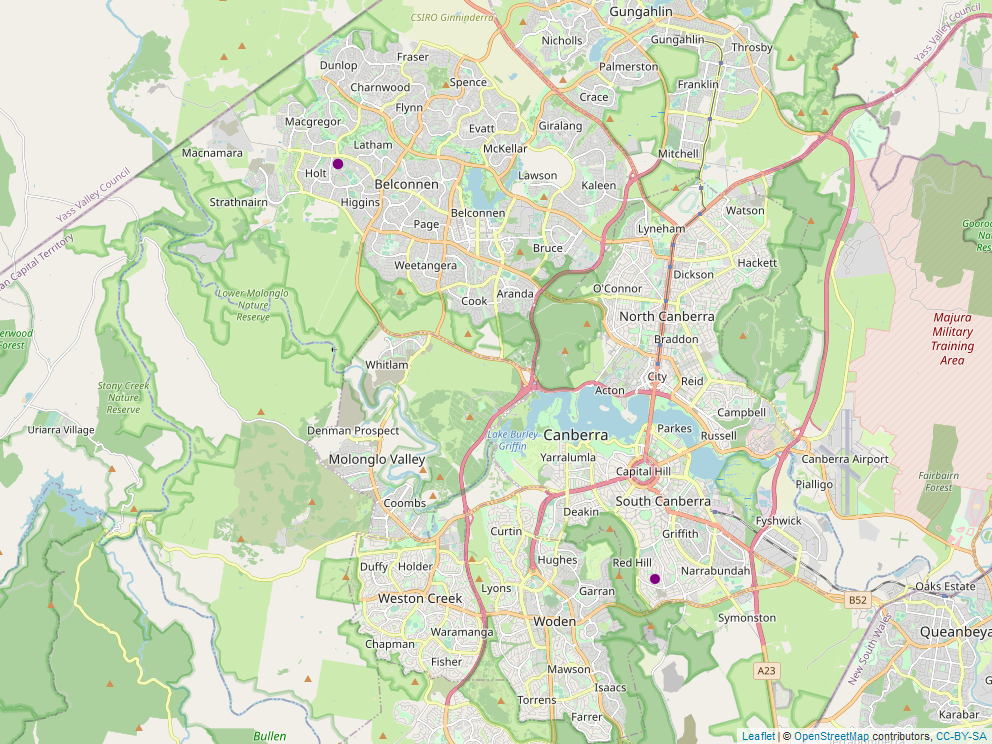 Gungahlin
CSIRO Ginninderra
Yass Valley Council
Nicholls
Gungahlin
Throsby
Fraser
Dunlop
Palmerston
Spence
Charnwood
Franklin
Crace
Flynn
Macgregor
Evatt
Giralang
Latham
McKellar
Macnamara
Mitchell
Holt
Lawson
Belconnen
Kaleen
Yass Valley Council
Strathnairn
Higgins
Belconnen
Watson
Page
Lyneham
Bruce
an Capital Territory
Weetangera
Hackett
Dickson
Lower Molonglo
Nature
Reserve
Cook
Aranda
O'Connor
North Canberra
Majura
Military
Training
Area
erwood
Forest
Braddon
Whitlam
City
Reid
Stony Creek
Nature
Reserve
Acton
Campbell
Uriarra Village
Denman Prospect
Lake Burley
Griffin
Canberra
Parkes
Russell
Molonglo Valley
Yarralumla
Canberra Airport
Capital Hill
Pialligo
Fairbairn
Forest
Coombs
South Canberra
Deakin
Fyshwick
Curtin
Griffith
Duffy
Holder
Hughes
Red Hill
Narrabundah
Lyons
Garran
Oaks Estate
Weston Creek
B52
Symonston
Woden
Waramanga
Queanbeya
Chapman
New South Wales
Fisher
Mawson
A23
Isaacs
Torrens
Farrer
Karabar
Bullen
Leaflet | © OpenStreetMap contributors, CC-BY-SA